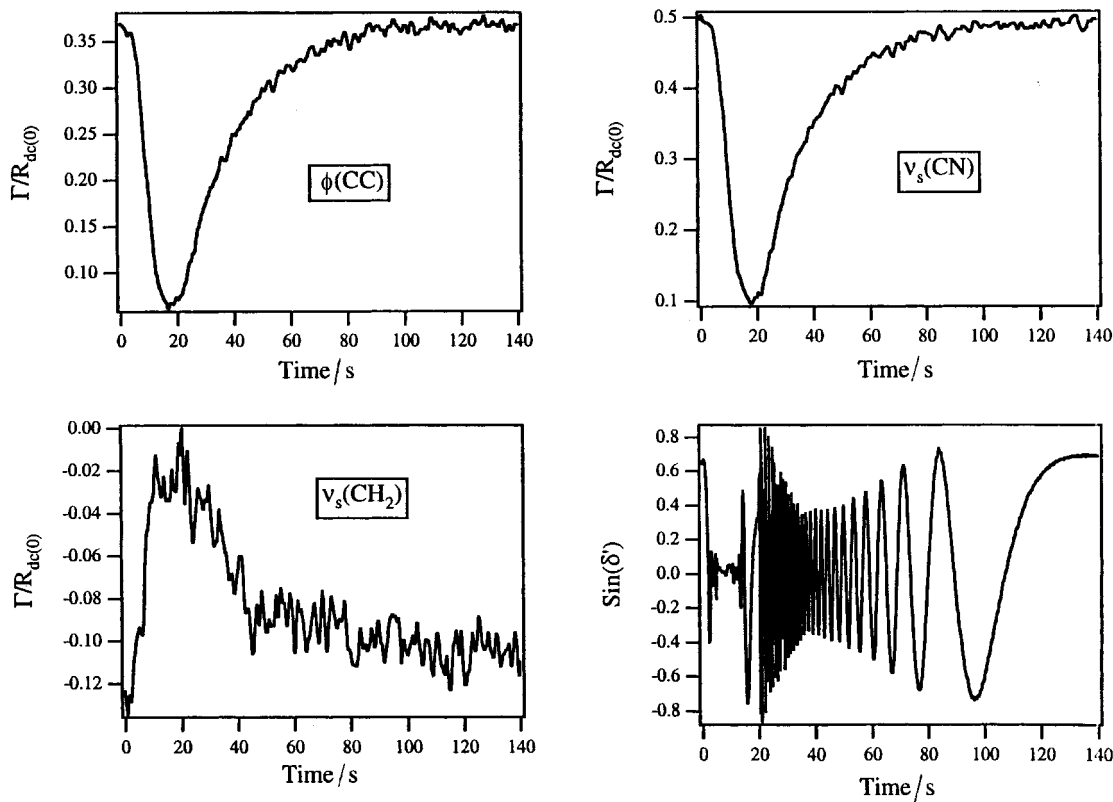 0.35
0.30
0.25
0.20
0.15
0.10
Γ/R_dc(0)
ϕ(CC)
0 20 40 60 80 100 120 140
Time/s
0.5
0.4
0.3
0.2
0.1
Γ/R_dc(0)
ν_s(CN)
0 20 40 60 80 100 120 140
Time/s
0.00
-0.02
-0.04
-0.06
-0.08
-0.10
-0.12
Γ/R_dc(0)
ν_s(CH₂)
0 20 40 60 80 100 120 140
Time/s
0.8
0.6
0.4
0.2
0.0
-0.2
-0.4
-0.6
-0.8
Sin(δ')
0 20 40 60 80 100 120 140
Time/s